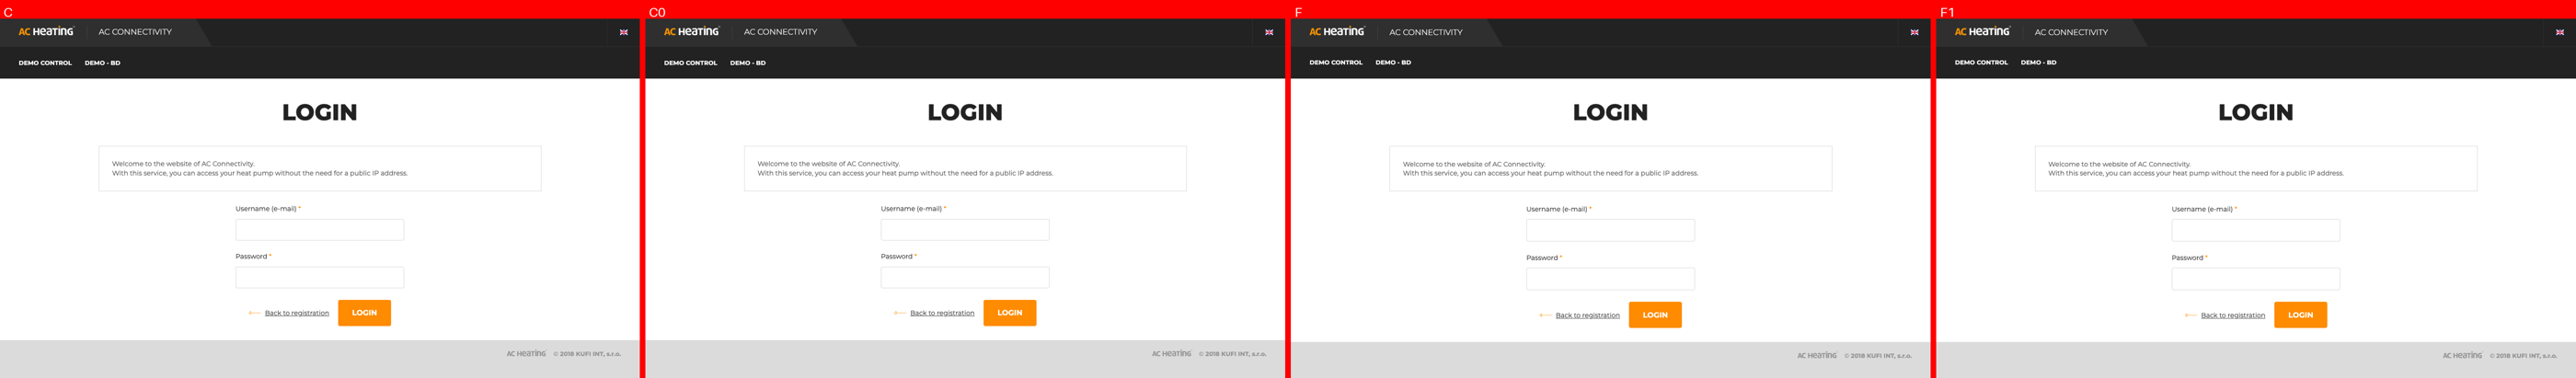 C
AC Heating AC CONNECTIVITY
DEMO CONTROL DEMO - BD
LOGIN
Welcome to the website of AC Connectivity.
With this service, you can access your heat pump without the need for a public IP address.
Username (e-mail) *
Password *
Back to registration LOGIN
AC Heating © 2018 KUFI INT, s.r.o.
C0
AC Heating AC CONNECTIVITY
DEMO CONTROL DEMO - BD
LOGIN
Welcome to the website of AC Connectivity.
With this service, you can access your heat pump without the need for a public IP address.
Username (e-mail) *
Password *
Back to registration LOGIN
AC Heating © 2018 KUFI INT, s.r.o.
F
AC Heating AC CONNECTIVITY
DEMO CONTROL DEMO - BD
LOGIN
Welcome to the website of AC Connectivity.
With this service, you can access your heat pump without the need for a public IP address.
Username (e-mail) *
Password *
Back to registration LOGIN
AC Heating © 2018 KUFI INT, s.r.o.
F1
AC Heating AC CONNECTIVITY
DEMO CONTROL DEMO - BD
LOGIN
Welcome to the website of AC Connectivity.
With this service, you can access your heat pump without the need for a public IP address.
Username (e-mail) *
Password *
Back to registration LOGIN
AC Heating © 2018 KUFI INT, s.r.o.